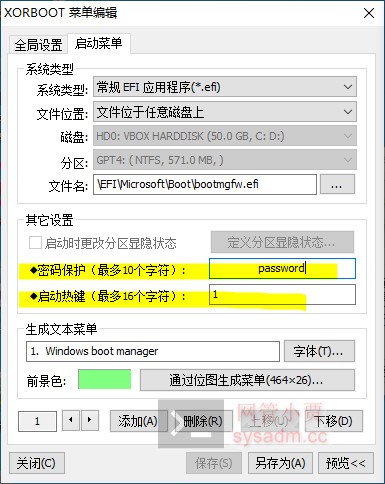 XORBOOT 菜单编辑
全局设置 启动菜单
系统类型
系统类型: 常规 EFI 应用程序(*.efi)
文件位置: 文件位于任意磁盘上
磁盘: HD0: VBOX HARDDISK (50.0 GB, C: D:)
分区: GPT4: ( NTFS, 571.0 MB, )
文件名: \EFI\Microsoft\Boot\bootmgfw.efi ...
其它设置
启动时更改分区显隐状态 定义分区显隐状态...
◆密码保护（最多10个字符）: password
◆启动热键（最多16个字符）: 1
生成文本菜单
1. Windows boot manager 字体(T)...
前景色: 通过位图生成菜单(464×26)...
1 添加(A) 删除(R) 上移(U) 下移(D)
网管小贾
sysadm.cc
关闭(C) 保存(S) 另存为(A) 预览<<